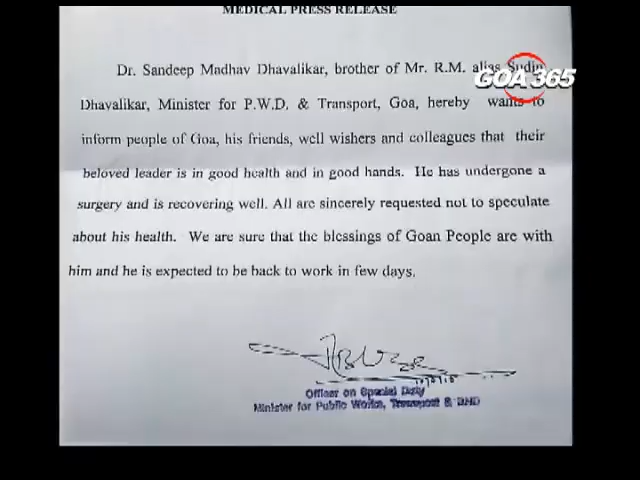 MEDICAL PRESS RELEASE
GOA 365
Dr. Sandeep Madhav Dhavalikar, brother of Mr. R.M. alias Sudin
Dhavalikar, Minister for P.W.D. & Transport, Goa, hereby wants to
inform people of Goa, his friends, well wishers and colleagues that their
beloved leader is in good health and in good hands. He has undergone a
surgery and is recovering well. All are sincerely requested not to speculate
about his health. We are sure that the blessings of Goan People are with
him and he is expected to be back to work in few days.
Officer on Special Duty
Minister for Public Works, Transport & RND